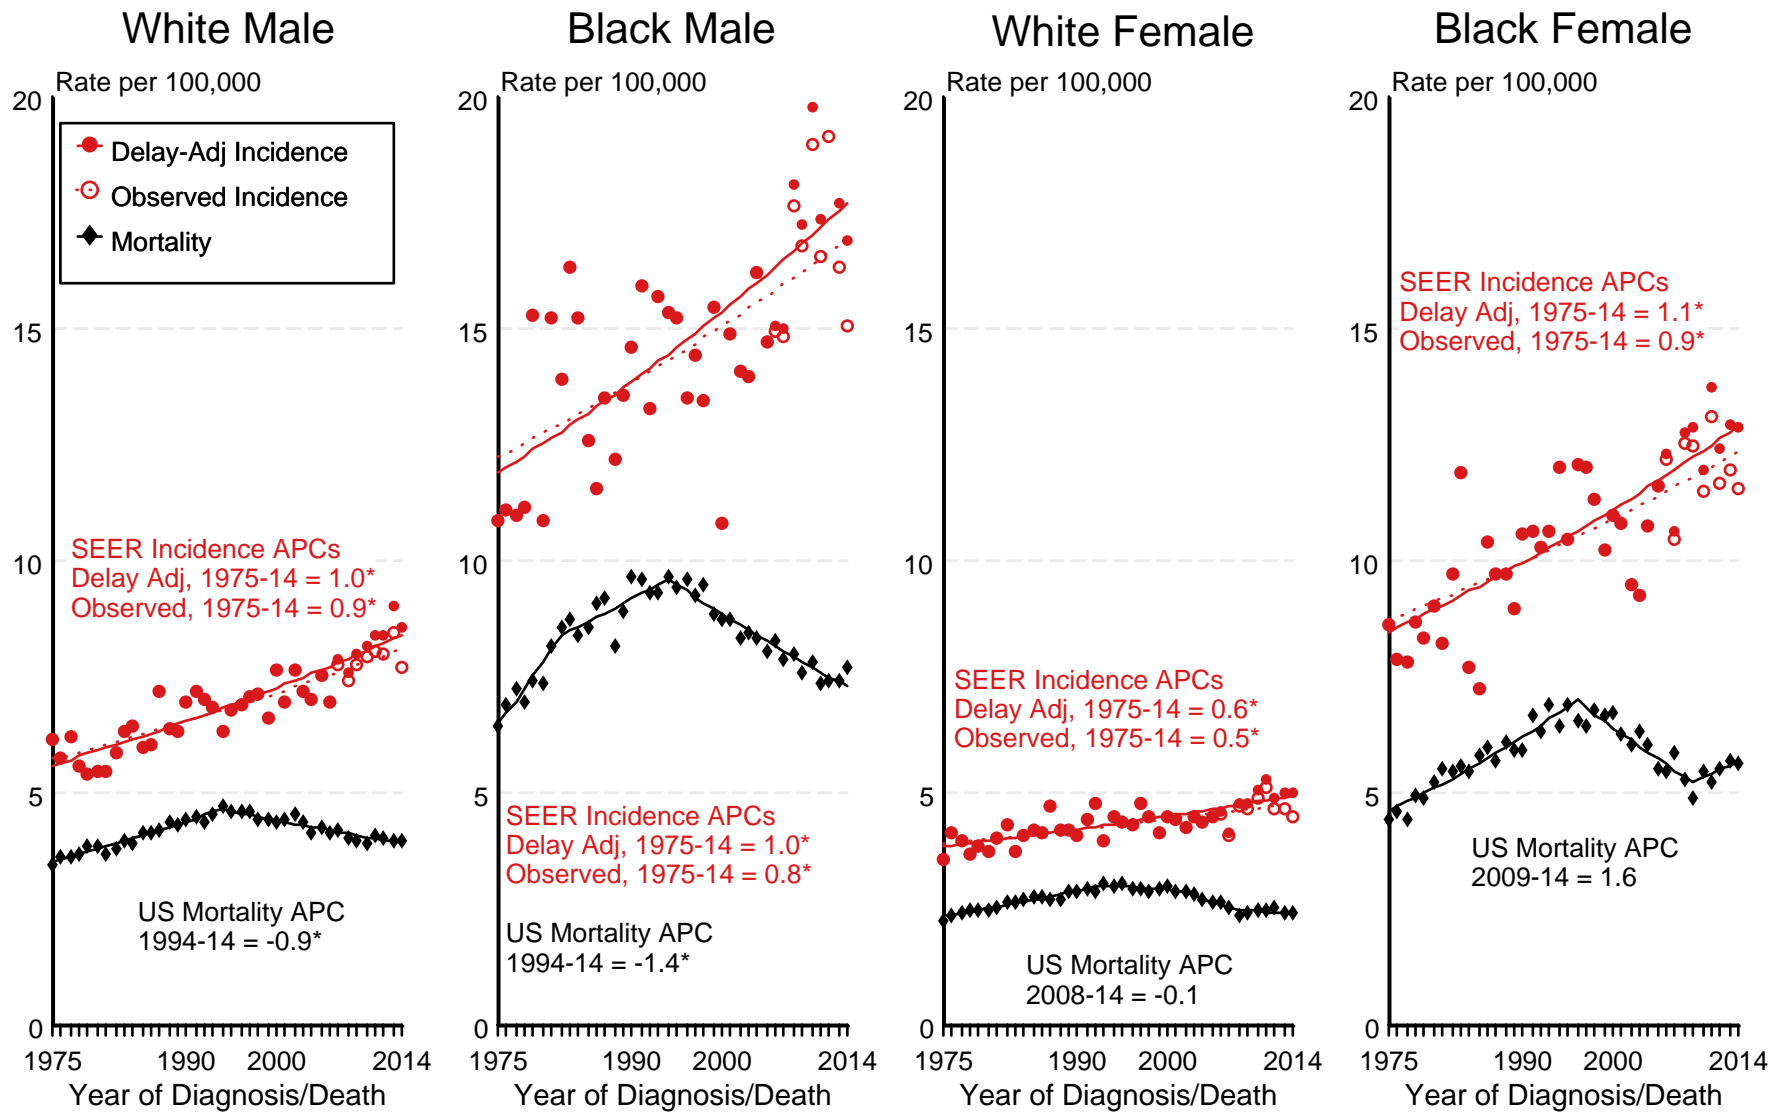 White Male
Rate per 100,000
20
15
10
5
0
Delay-Adj Incidence
Observed Incidence
Mortality
SEER Incidence APCs
Delay Adj, 1975-14 = 1.0*
Observed, 1975-14 = 0.9*
US Mortality APC
1994-14 = -0.9*
1975 1990 2000 2014
Year of Diagnosis/Death
Black Male
Rate per 100,000
20
15
10
5
0
SEER Incidence APCs
Delay Adj, 1975-14 = 1.0*
Observed, 1975-14 = 0.8*
US Mortality APC
1994-14 = -1.4*
1975 1990 2000 2014
Year of Diagnosis/Death
White Female
Rate per 100,000
20
15
10
5
0
SEER Incidence APCs
Delay Adj, 1975-14 = 0.6*
Observed, 1975-14 = 0.5*
US Mortality APC
2008-14 = -0.1
1975 1990 2000 2014
Year of Diagnosis/Death
Black Female
Rate per 100,000
20
15
10
5
0
SEER Incidence APCs
Delay Adj, 1975-14 = 1.1*
Observed, 1975-14 = 0.9*
US Mortality APC
2009-14 = 1.6
1975 1990 2000 2014
Year of Diagnosis/Death